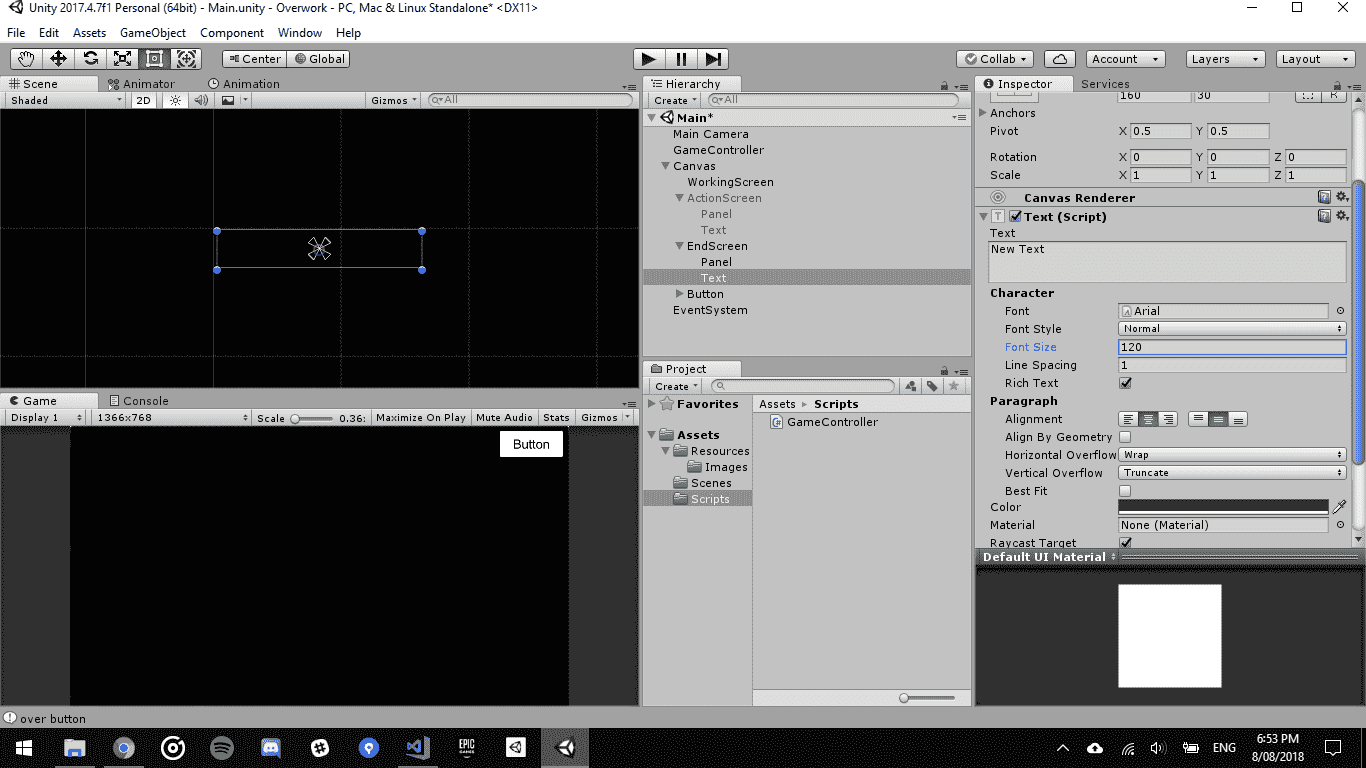 Unity 2017.4.7f1 Personal (64bit) - Main.unity - Overwork - PC, Mac & Linux Standalone* <DX11>
File Edit Assets GameObject Component Window Help
Center Global Collab Account Layers Layout
Scene Animator Animation
Shaded 2D Gizmos All
Hierarchy
Create All
Main*
Main Camera
GameController
Canvas
WorkingScreen
ActionScreen
Panel
Text
EndScreen
Panel
Text
Button
EventSystem
Inspector Services
160 30 R
Anchors
Pivot X 0.5 Y 0.5
Rotation X 0 Y 0 Z 0
Scale X 1 Y 1 Z 1
Canvas Renderer
Text (Script)
Text
New Text
Character
Font Arial
Font Style Normal
Font Size 120
Line Spacing 1
Rich Text
Paragraph
Alignment
Align By Geometry
Horizontal Overflow Wrap
Vertical Overflow Truncate
Best Fit
Color
Material None (Material)
Raycast Target
Default UI Material
Game Console
Display 1 1366x768 Scale 0.36: Maximize On Play Mute Audio Stats Gizmos
Button
Project
Create
Favorites
Assets
Resources
Images
Scenes
Scripts
Assets ▸ Scripts
GameController
over button
EPIC GAMES
ENG
6:53 PM
8/08/2018